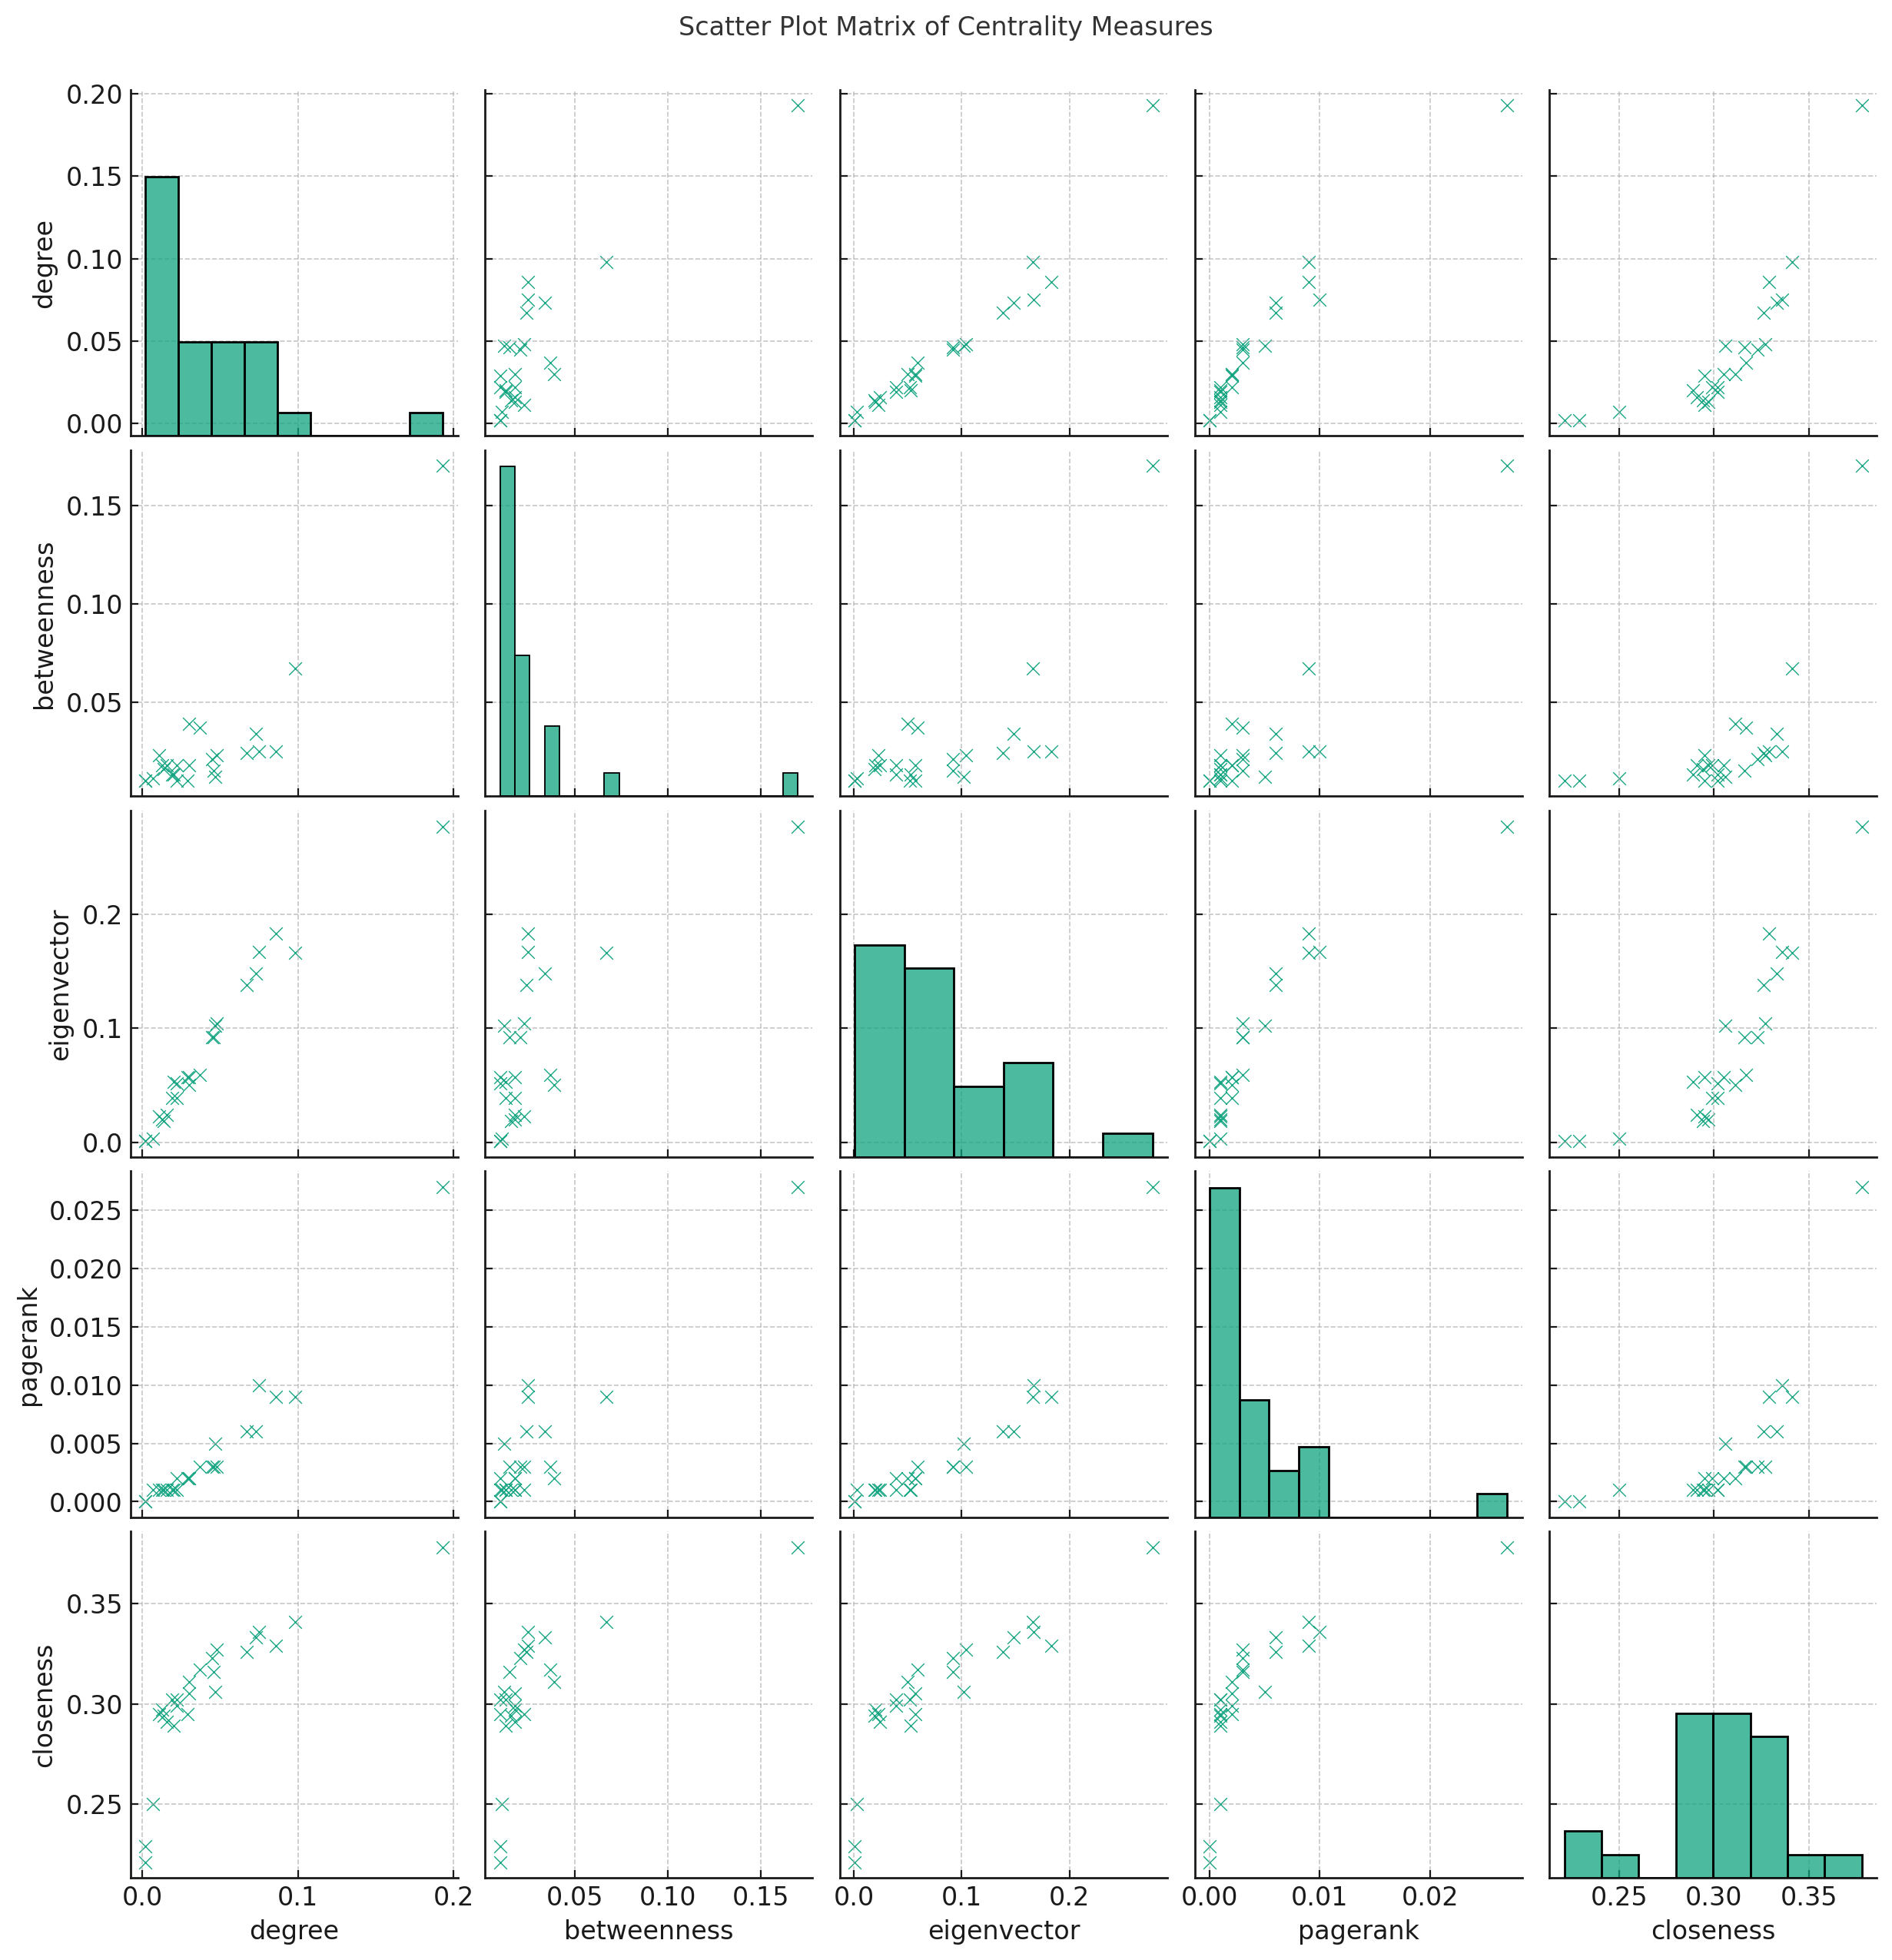 Scatter Plot Matrix of Centrality Measures
0.20
0.15
0.10
0.05
0.00
degree
0.15
0.10
0.05
betweenness
0.2
0.1
0.0
eigenvector
0.025
0.020
0.015
0.010
0.005
0.000
pagerank
0.35
0.30
0.25
closeness
0.0 0.1 0.2 0.05 0.10 0.15 0.0 0.1 0.2 0.00 0.01 0.02 0.25 0.30 0.35
degree betweenness eigenvector pagerank closeness